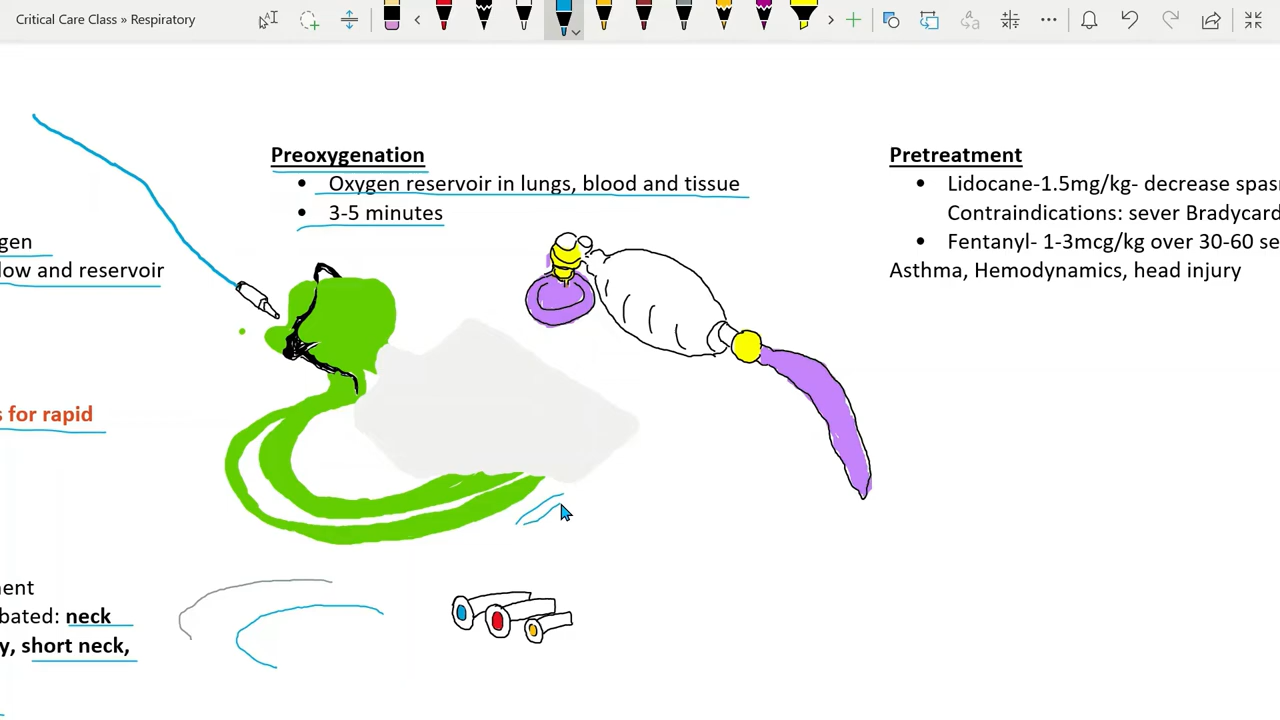 Critical Care Class » Respiratory
Preoxygenation
Oxygen reservoir in lungs, blood and tissue
3-5 minutes
gen
low and reservoir
s for rapid
nent
bated: neck
y, short neck,
Pretreatment
Lidocane-1.5mg/kg- decrease spas
Contraindications: sever Bradycard
Fentanyl- 1-3mcg/kg over 30-60 se
Asthma, Hemodynamics, head injury